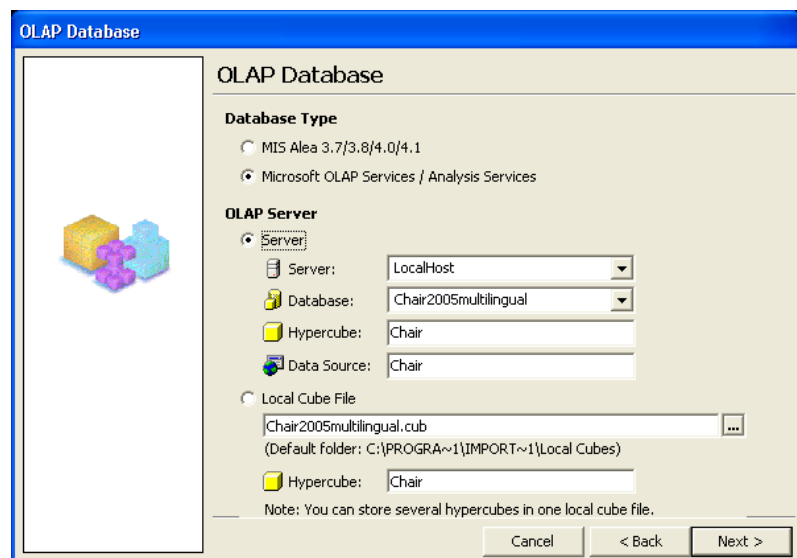 OLAP Database
OLAP Database
Database Type
MIS Alea 3.7/3.8/4.0/4.1
Microsoft OLAP Services / Analysis Services
OLAP Server
Server
Server: LocalHost
Database: Chair2005multilingual
Hypercube: Chair
Data Source: Chair
Local Cube File
Chair2005multilingual.cub ...
(Default folder: C:\PROGRA~1\IMPORT~1\Local Cubes)
Hypercube: Chair
Note: You can store several hypercubes in one local cube file.
Cancel < Back Next >